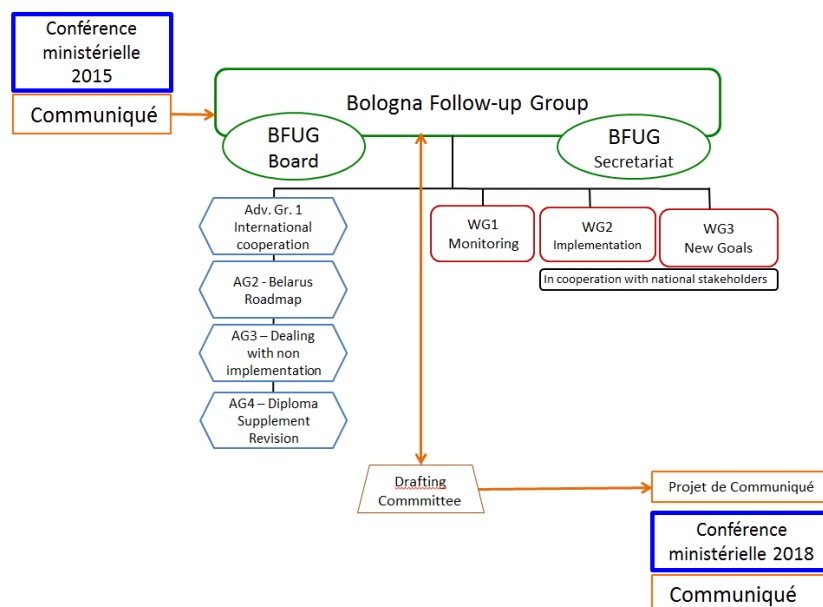 Conférence
ministérielle
2015
Communiqué
Bologna Follow-up Group
BFUG
Board
BFUG
Secretariat
Adv. Gr. 1
International
cooperation
AG2 - Belarus
Roadmap
AG3 – Dealing
with non
implementation
AG4 – Diploma
Supplement
Revision
WG1
Monitoring
WG2
Implementation
WG3
New Goals
In cooperation with national stakeholders
Drafting
Commmittee
Projet de Communiqué
Conférence
ministérielle 2018
Communiqué